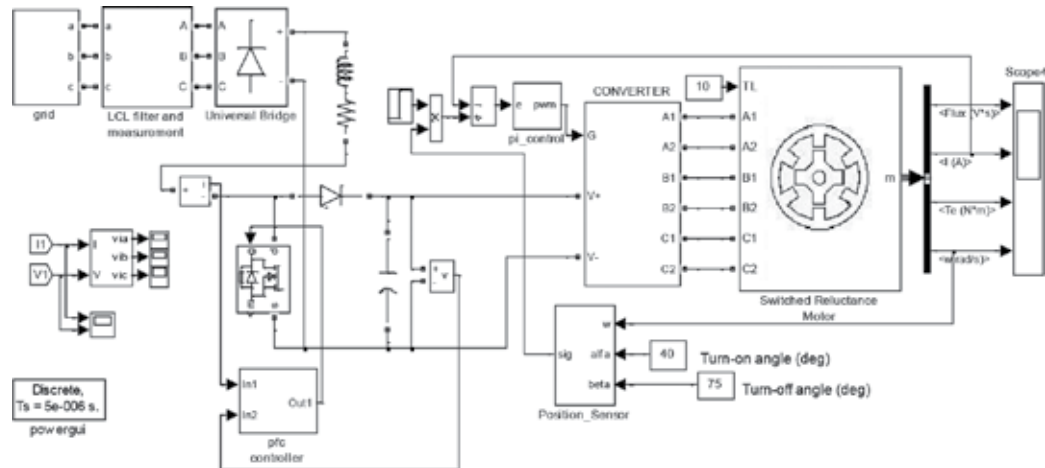 a a A A +
b b B B
c c C C -
grid
LCL filter and
measurement
Universal Bridge
e pwm
pi_control
CONVERTER
G
V+
V-
A1
A2
B1
B2
C1
C2
10
TL
A1
A2
B1
B2
C1
C2
m
Switched Reluctance
Motor
Scope4
<Flux (V*s)>
<I (A)>
<Te (N*m)>
<w(rad/s)>
I1
V1
I
V
via
vib
vic
+ v
-
w
sig alfa
beta
Position_Sensor
40
Turn-on angle (deg)
75
Turn-off angle (deg)
In1
In2
Out1
pfc
controller
Discrete,
Ts = 5e-006 s.
powergui